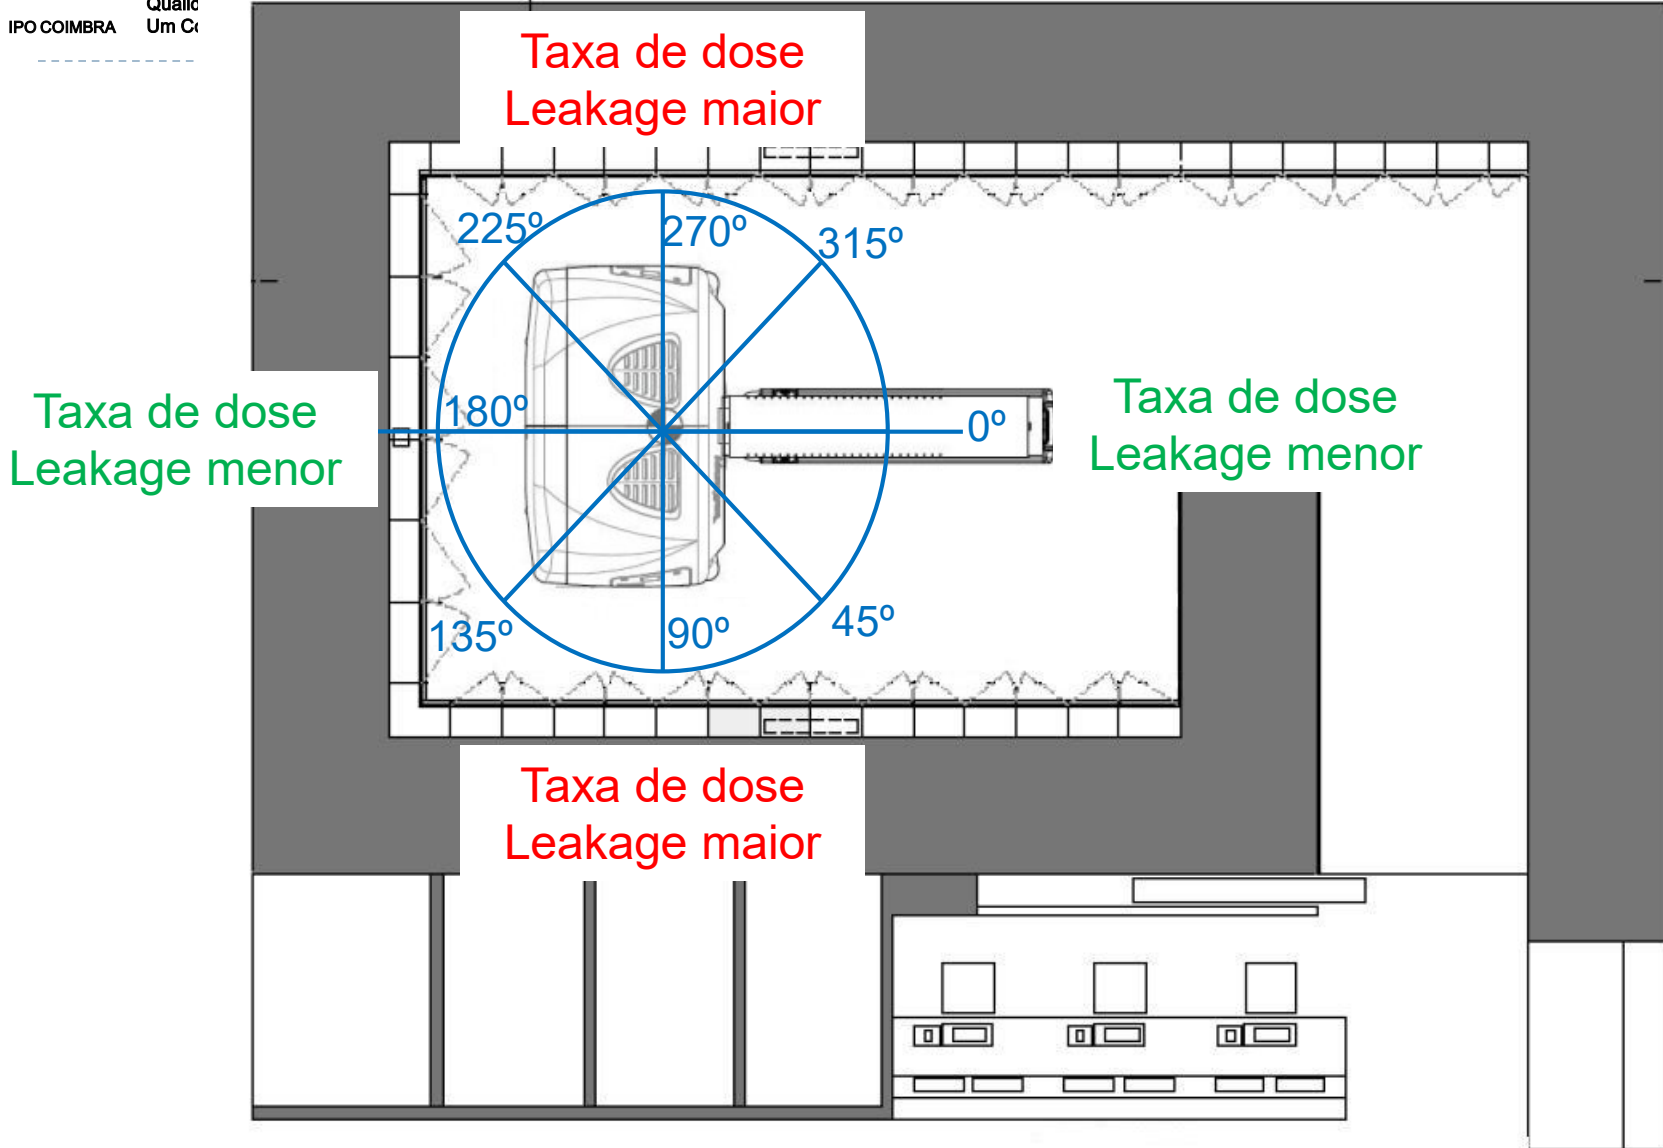 IPO COIMBRA
Um
Taxa de dose
Leakage maior
225º
270º
315º
Taxa de dose
Leakage menor
180º
0º
Taxa de dose
Leakage menor
135º
90º
45º
Taxa de dose
Leakage maior